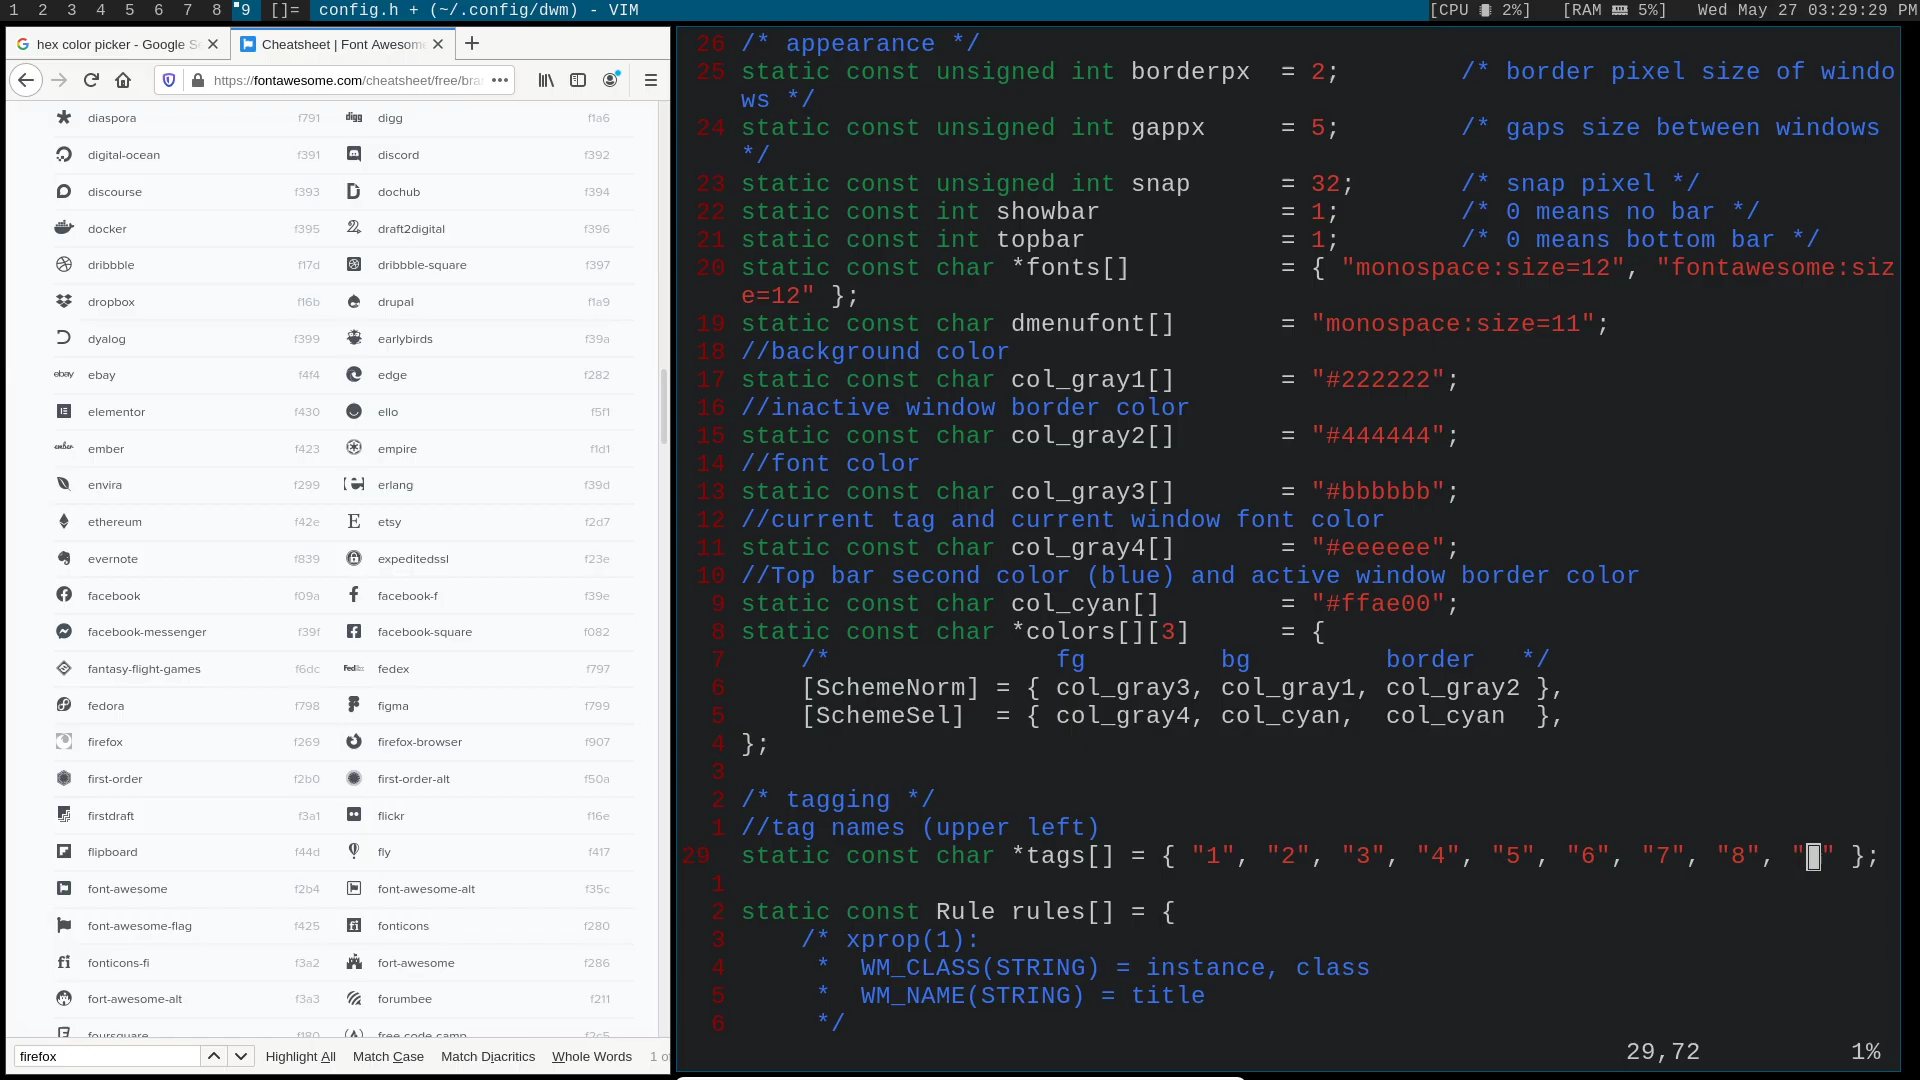 1 2 3 4 5 6 7 8 9 []= config.h + (~/.config/dwm) - VIM [CPU 2%] [RAM 5%] Wed May 27 03:29:29 PM
hex color picker - Google Se
Cheatsheet | Font Awesome
https://fontawesome.com/cheatsheet/free/bra
diaspora f791 digg f1a6
digital-ocean f391 discord f392
discourse f393 dochub f394
docker f395 draft2digital f396
dribbble f17d dribbble-square f397
dropbox f16b drupal f1a9
dyalog f399 earlybirds f39a
ebay f4f4 edge f282
elementor f430 ello f5f1
ember f423 empire f1d1
envira f299 erlang f39d
ethereum f42e etsy f2d7
evernote f839 expeditedssl f23e
facebook f09a facebook-f f39e
facebook-messenger f39f facebook-square f082
fantasy-flight-games f6dc fedex f797
fedora f798 figma f799
firefox f269 firefox-browser f907
first-order f2b0 first-order-alt f50a
firstdraft f3a1 flickr f16e
flipboard f44d fly f417
font-awesome f2b4 font-awesome-alt f35c
font-awesome-flag f425 fonticons f280
fonticons-fi f3a2 fort-awesome f286
fort-awesome-alt f3a3 forumbee f211
foursquare f180 free-code-camp f2c5
firefox Highlight All Match Case Match Diacritics Whole Words 1 of
26 /* appearance */
25 static const unsigned int borderpx = 2; /* border pixel size of windo
ws */
24 static const unsigned int gappx = 5; /* gaps size between windows
*/
23 static const unsigned int snap = 32; /* snap pixel */
22 static const int showbar = 1; /* 0 means no bar */
21 static const int topbar = 1; /* 0 means bottom bar */
20 static const char *fonts[] = { "monospace:size=12", "fontawesome:siz
e=12" };
19 static const char dmenufont[] = "monospace:size=11";
18 //background color
17 static const char col_gray1[] = "#222222";
16 //inactive window border color
15 static const char col_gray2[] = "#444444";
14 //font color
13 static const char col_gray3[] = "#bbbbbb";
12 //current tag and current window font color
11 static const char col_gray4[] = "#eeeeee";
10 //Top bar second color (blue) and active window border color
9 static const char col_cyan[] = "#ffae00";
8 static const char *colors[][3] = {
7 /* fg bg border */
6 [SchemeNorm] = { col_gray3, col_gray1, col_gray2 },
5 [SchemeSel] = { col_gray4, col_cyan, col_cyan },
4 };
3
2 /* tagging */
1 //tag names (upper left)
29 static const char *tags[] = { "1", "2", "3", "4", "5", "6", "7", "8", "" };
1
2 static const Rule rules[] = {
3 /* xprop(1):
4 * WM_CLASS(STRING) = instance, class
5 * WM_NAME(STRING) = title
6 */
29,72 1%